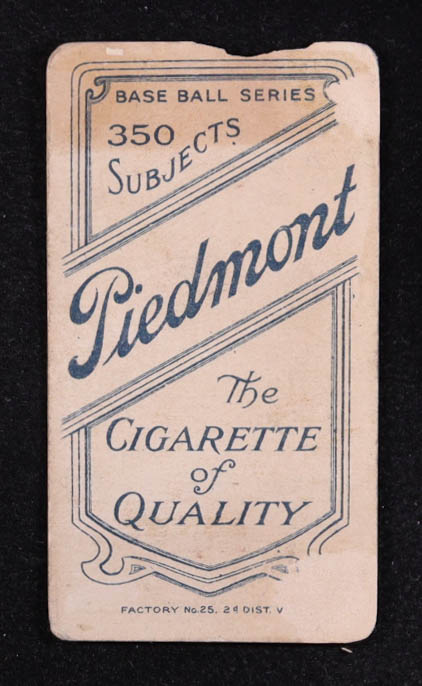 BASE BALL SERIES
350
SUBJECTS
Piedmont
The
CIGARETTE
of
QUALITY
FACTORY No. 25. 2d DIST. V